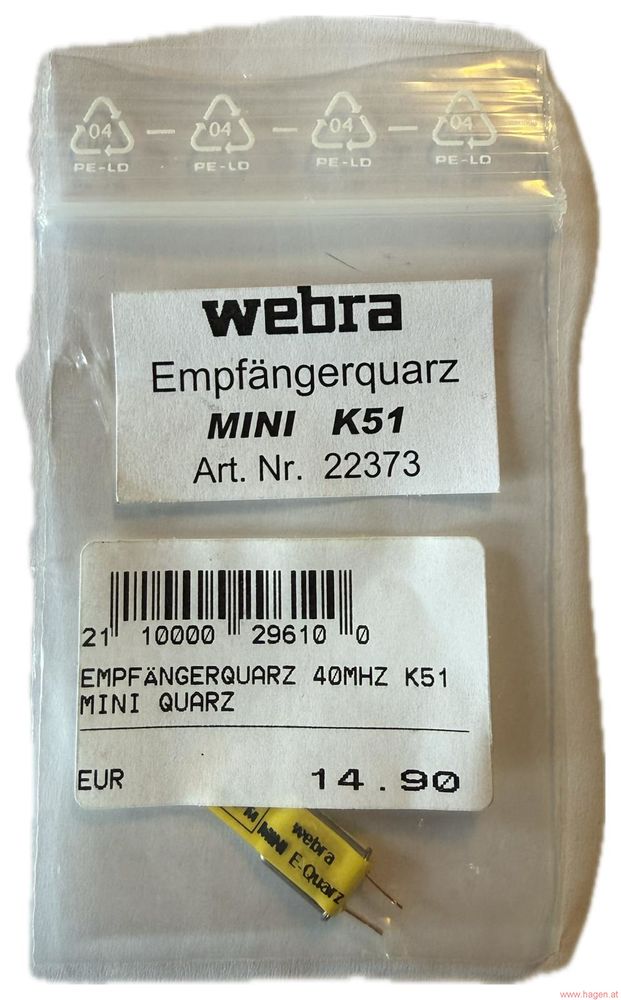 04 04 04 04
PE-LD PE-LD PE-LD PE-LD
webra
Empfängerquarz
MINI K51
Art. Nr. 22373
21 10000 29610 0
EMPFÄNGERQUARZ 40MHZ K51
MINI QUARZ
EUR 14.90
webra
MINI E-Quarz
www.hagen.at